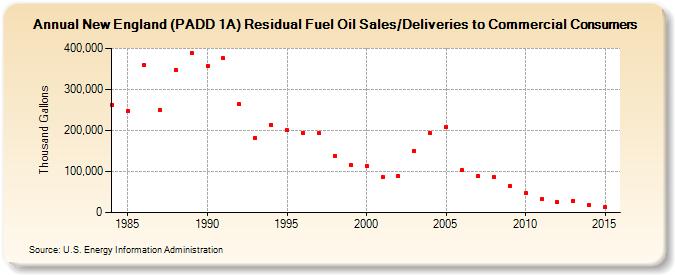 Annual New England (PADD 1A) Residual Fuel Oil Sales/Deliveries to Commercial Consumers
Thousand Gallons
400,000
300,000
200,000
100,000
0
1985 1990 1995 2000 2005 2010 2015
Source: U.S. Energy Information Administration